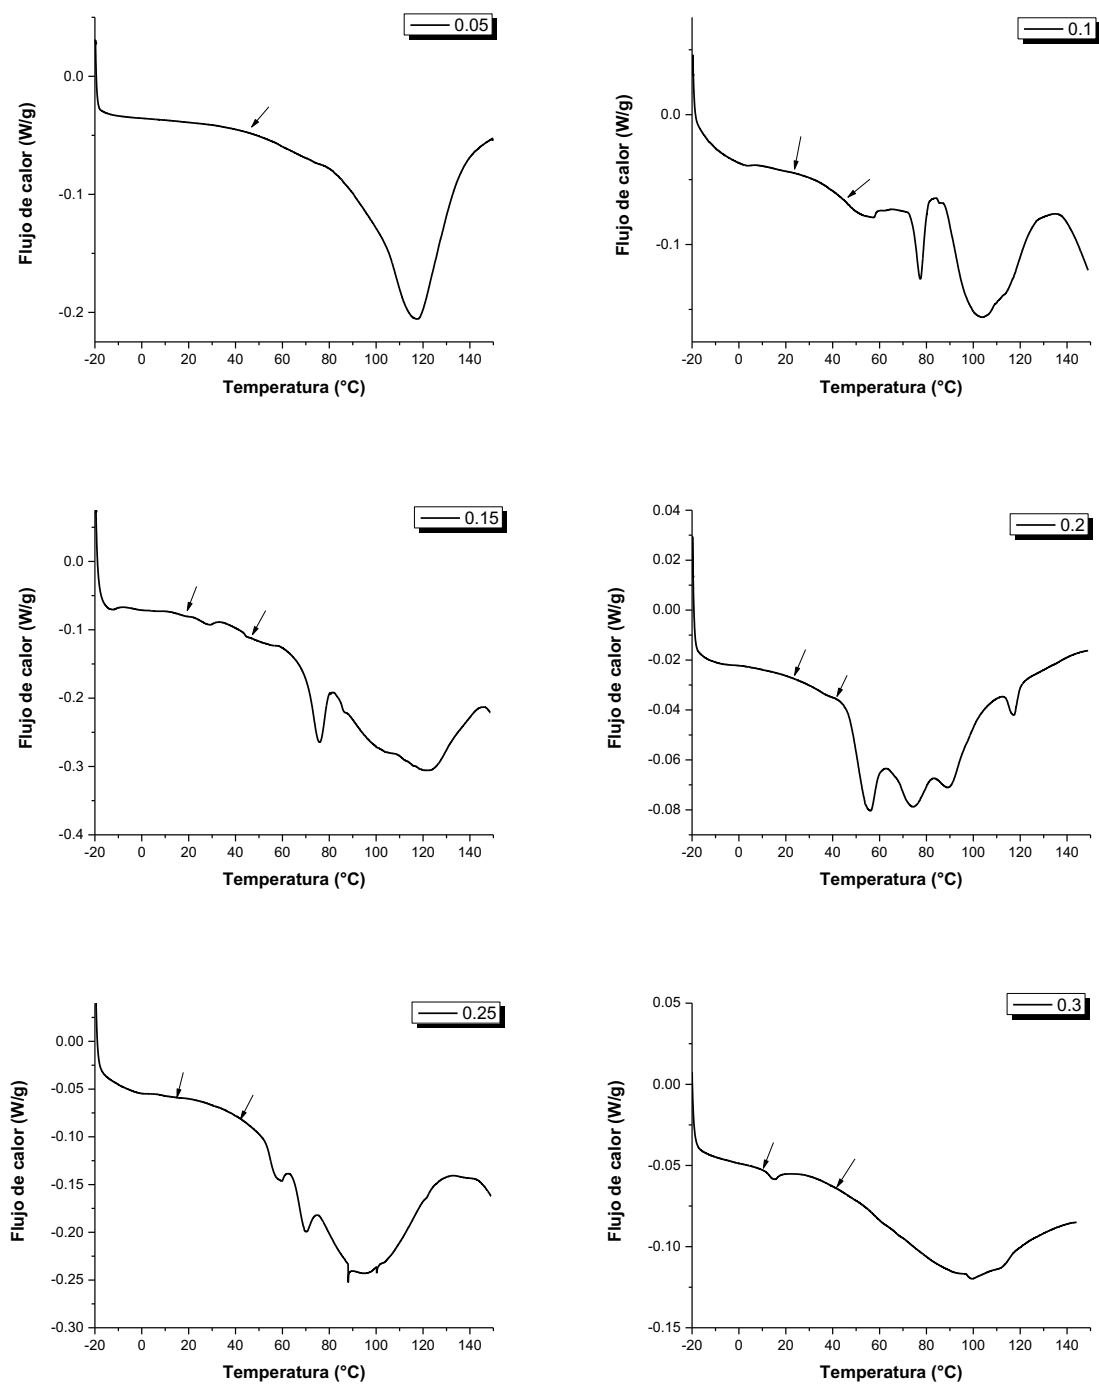 0.05
0.0
-0.1
-0.2
Flujo de calor (W/g)
-20 0 20 40 60 80 100 120 140
Temperatura (°C)
0.1
0.0
-0.1
Flujo de calor (W/g)
-20 0 20 40 60 80 100 120 140
Temperatura (°C)
0.15
0.0
-0.1
-0.2
-0.3
-0.4
Flujo de calor (W/g)
-20 0 20 40 60 80 100 120 140
Temperatura (°C)
0.2
0.04
0.02
0.00
-0.02
-0.04
-0.06
-0.08
Flujo de calor (W/g)
-20 0 20 40 60 80 100 120 140
Temperatura (°C)
0.25
0.00
-0.05
-0.10
-0.15
-0.20
-0.25
-0.30
Flujo de calor (W/g)
-20 0 20 40 60 80 100 120 140
Temperatura (°C)
0.3
0.05
0.00
-0.05
-0.10
-0.15
Flujo de calor (W/g)
-20 0 20 40 60 80 100 120 140
Temperatura (°C)